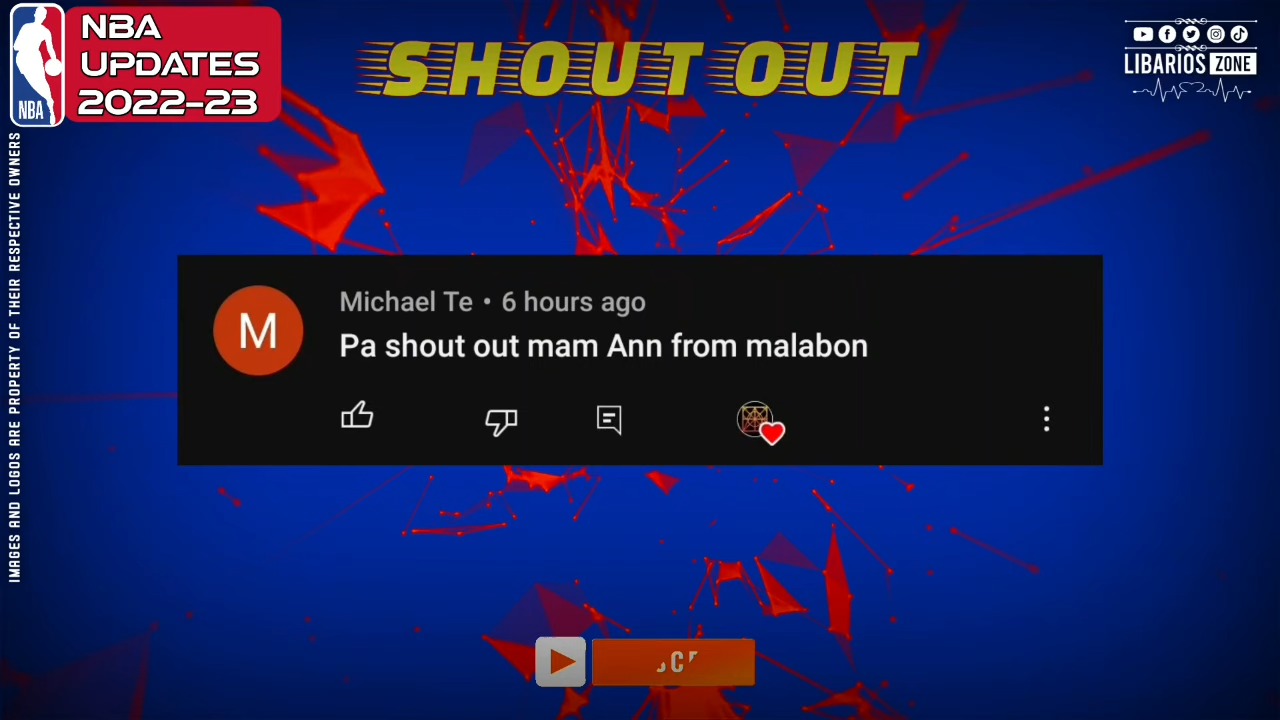 NBA
UPDATES
2022-23
NBA
SHOUT OUT
LIBARIOS ZONE
IMAGES AND LOGOS ARE PROPERTY OF THEIR RESPECTIVE OWNERS
M
Michael Te • 6 hours ago
Pa shout out mam Ann from malabon